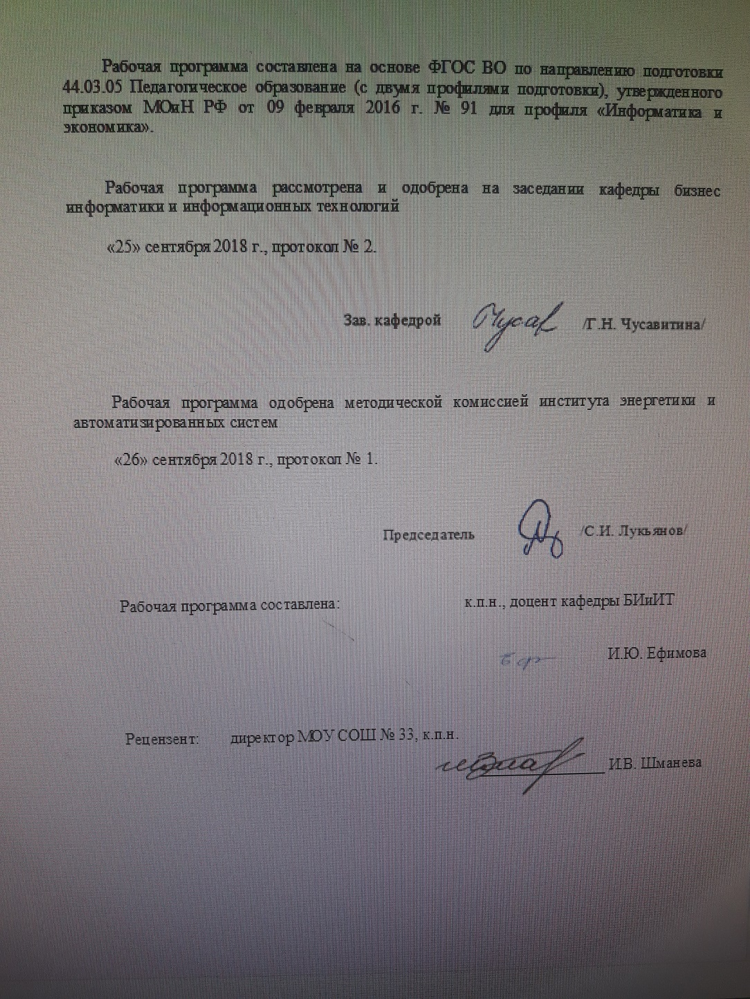 Рабочая программа составлена на основе ФГОС ВО по направлению подготовки
44.03.05 Педагогическое образование (с двумя профилями подготовки), утвержденного
приказом МОиН РФ от 09 февраля 2016 г. № 91 для профиля «Информатика и
экономика».
Рабочая программа рассмотрена и одобрена на заседании кафедры бизнес
информатики и информационных технологий
«25» сентября 2018 г., протокол № 2.
Зав. кафедрой /Г.Н. Чусавитина/
Рабочая программа одобрена методической комиссией института энергетики и
автоматизированных систем
«26» сентября 2018 г., протокол № 1.
Председатель /С.И. Лукьянов/
Рабочая программа составлена: к.п.н., доцент кафедры БИиИТ
И.Ю. Ефимова
Рецензент: директор МОУ СОШ № 33, к.п.н.
И.В. Шманева